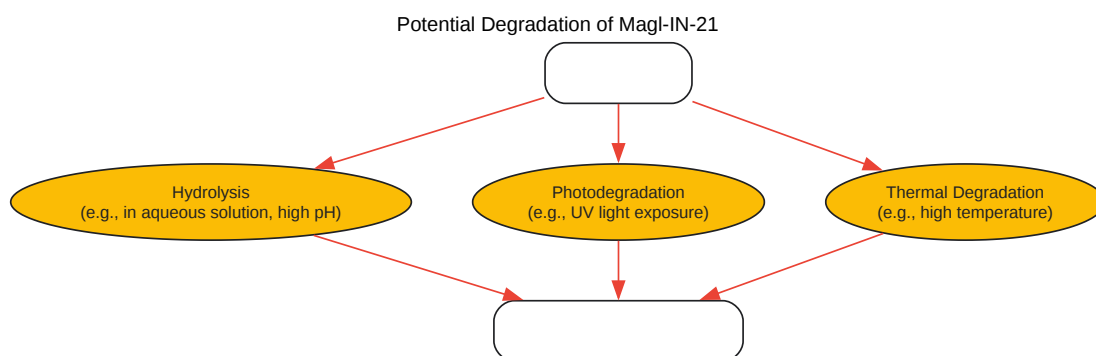 Potential Degradation of Magl-IN-21
Hydrolysis
(e.g., in aqueous solution, high pH)
Photodegradation
(e.g., UV light exposure)
Thermal Degradation
(e.g., high temperature)